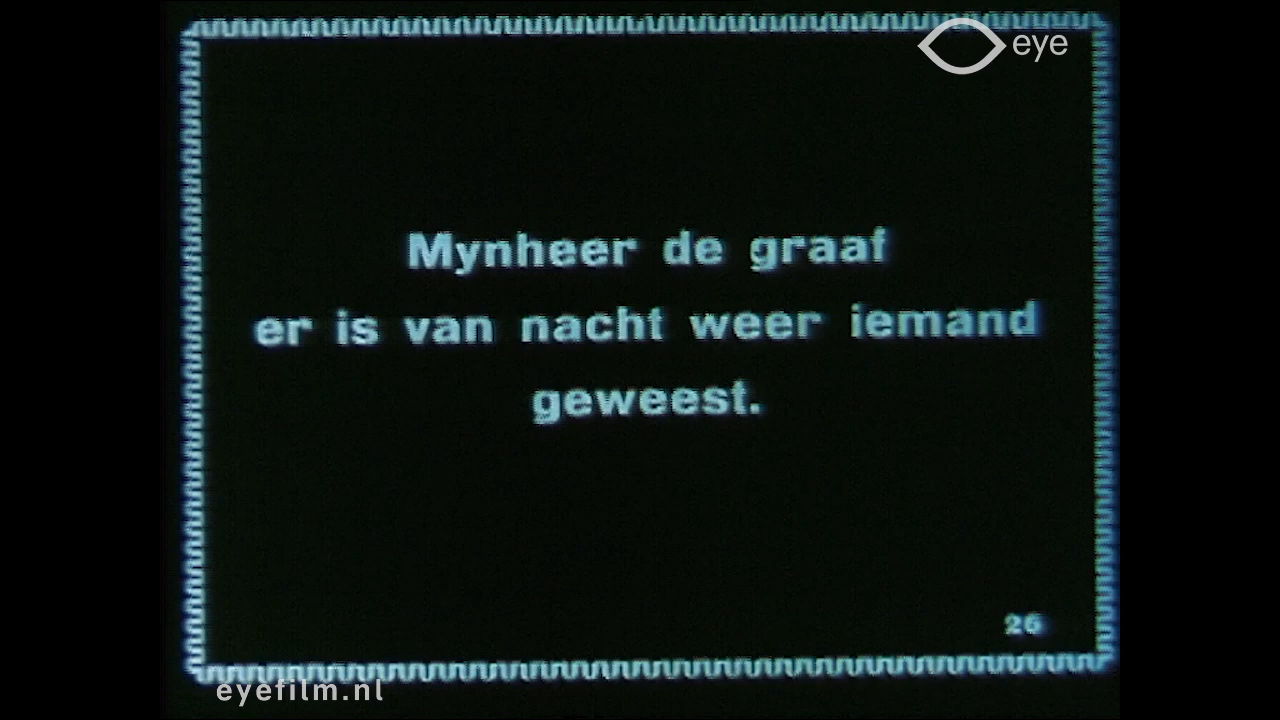 eye
Mynheer de graaf
er is van nacht weer iemand
geweest.
26
eyefilm.nl